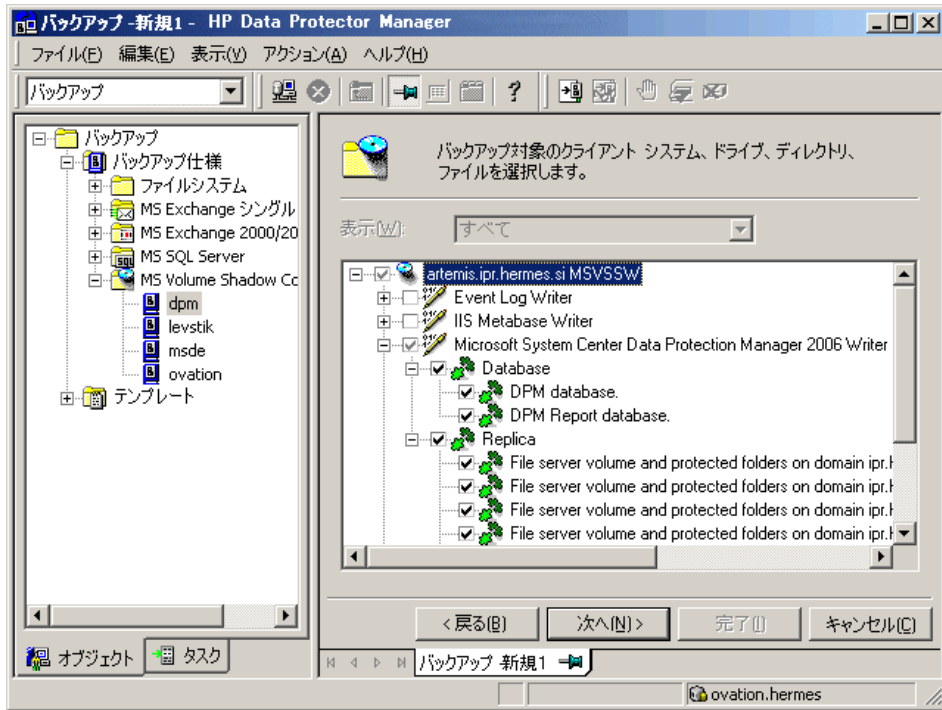 バックアップ -新規1 - HP Data Protector Manager
ファイル(F) 編集(E) 表示(V) アクション(A) ヘルプ(H)
バックアップ
バックアップ
バックアップ仕様
ファイルシステム
MS Exchange シングル
MS Exchange 2000/20
MS SQL Server
MS Volume Shadow Co
dpm
levstik
msde
ovation
テンプレート
オブジェクト タスク
バックアップ対象のクライアント システム、ドライブ、ディレクトリ、
ファイルを選択します。
表示(W): すべて
artemis.ipr.hermes.si MSVSSW
Event Log Writer
IIS Metabase Writer
Microsoft System Center Data Protection Manager 2006 Writer
Database
DPM database.
DPM Report database.
Replica
File server volume and protected folders on domain ipr.H
File server volume and protected folders on domain ipr.H
File server volume and protected folders on domain ipr.H
File server volume and protected folders on domain ipr.H
< 戻る(B) 次へ(N) > 完了(I) キャンセル(C)
バックアップ -新規1
ovation.hermes